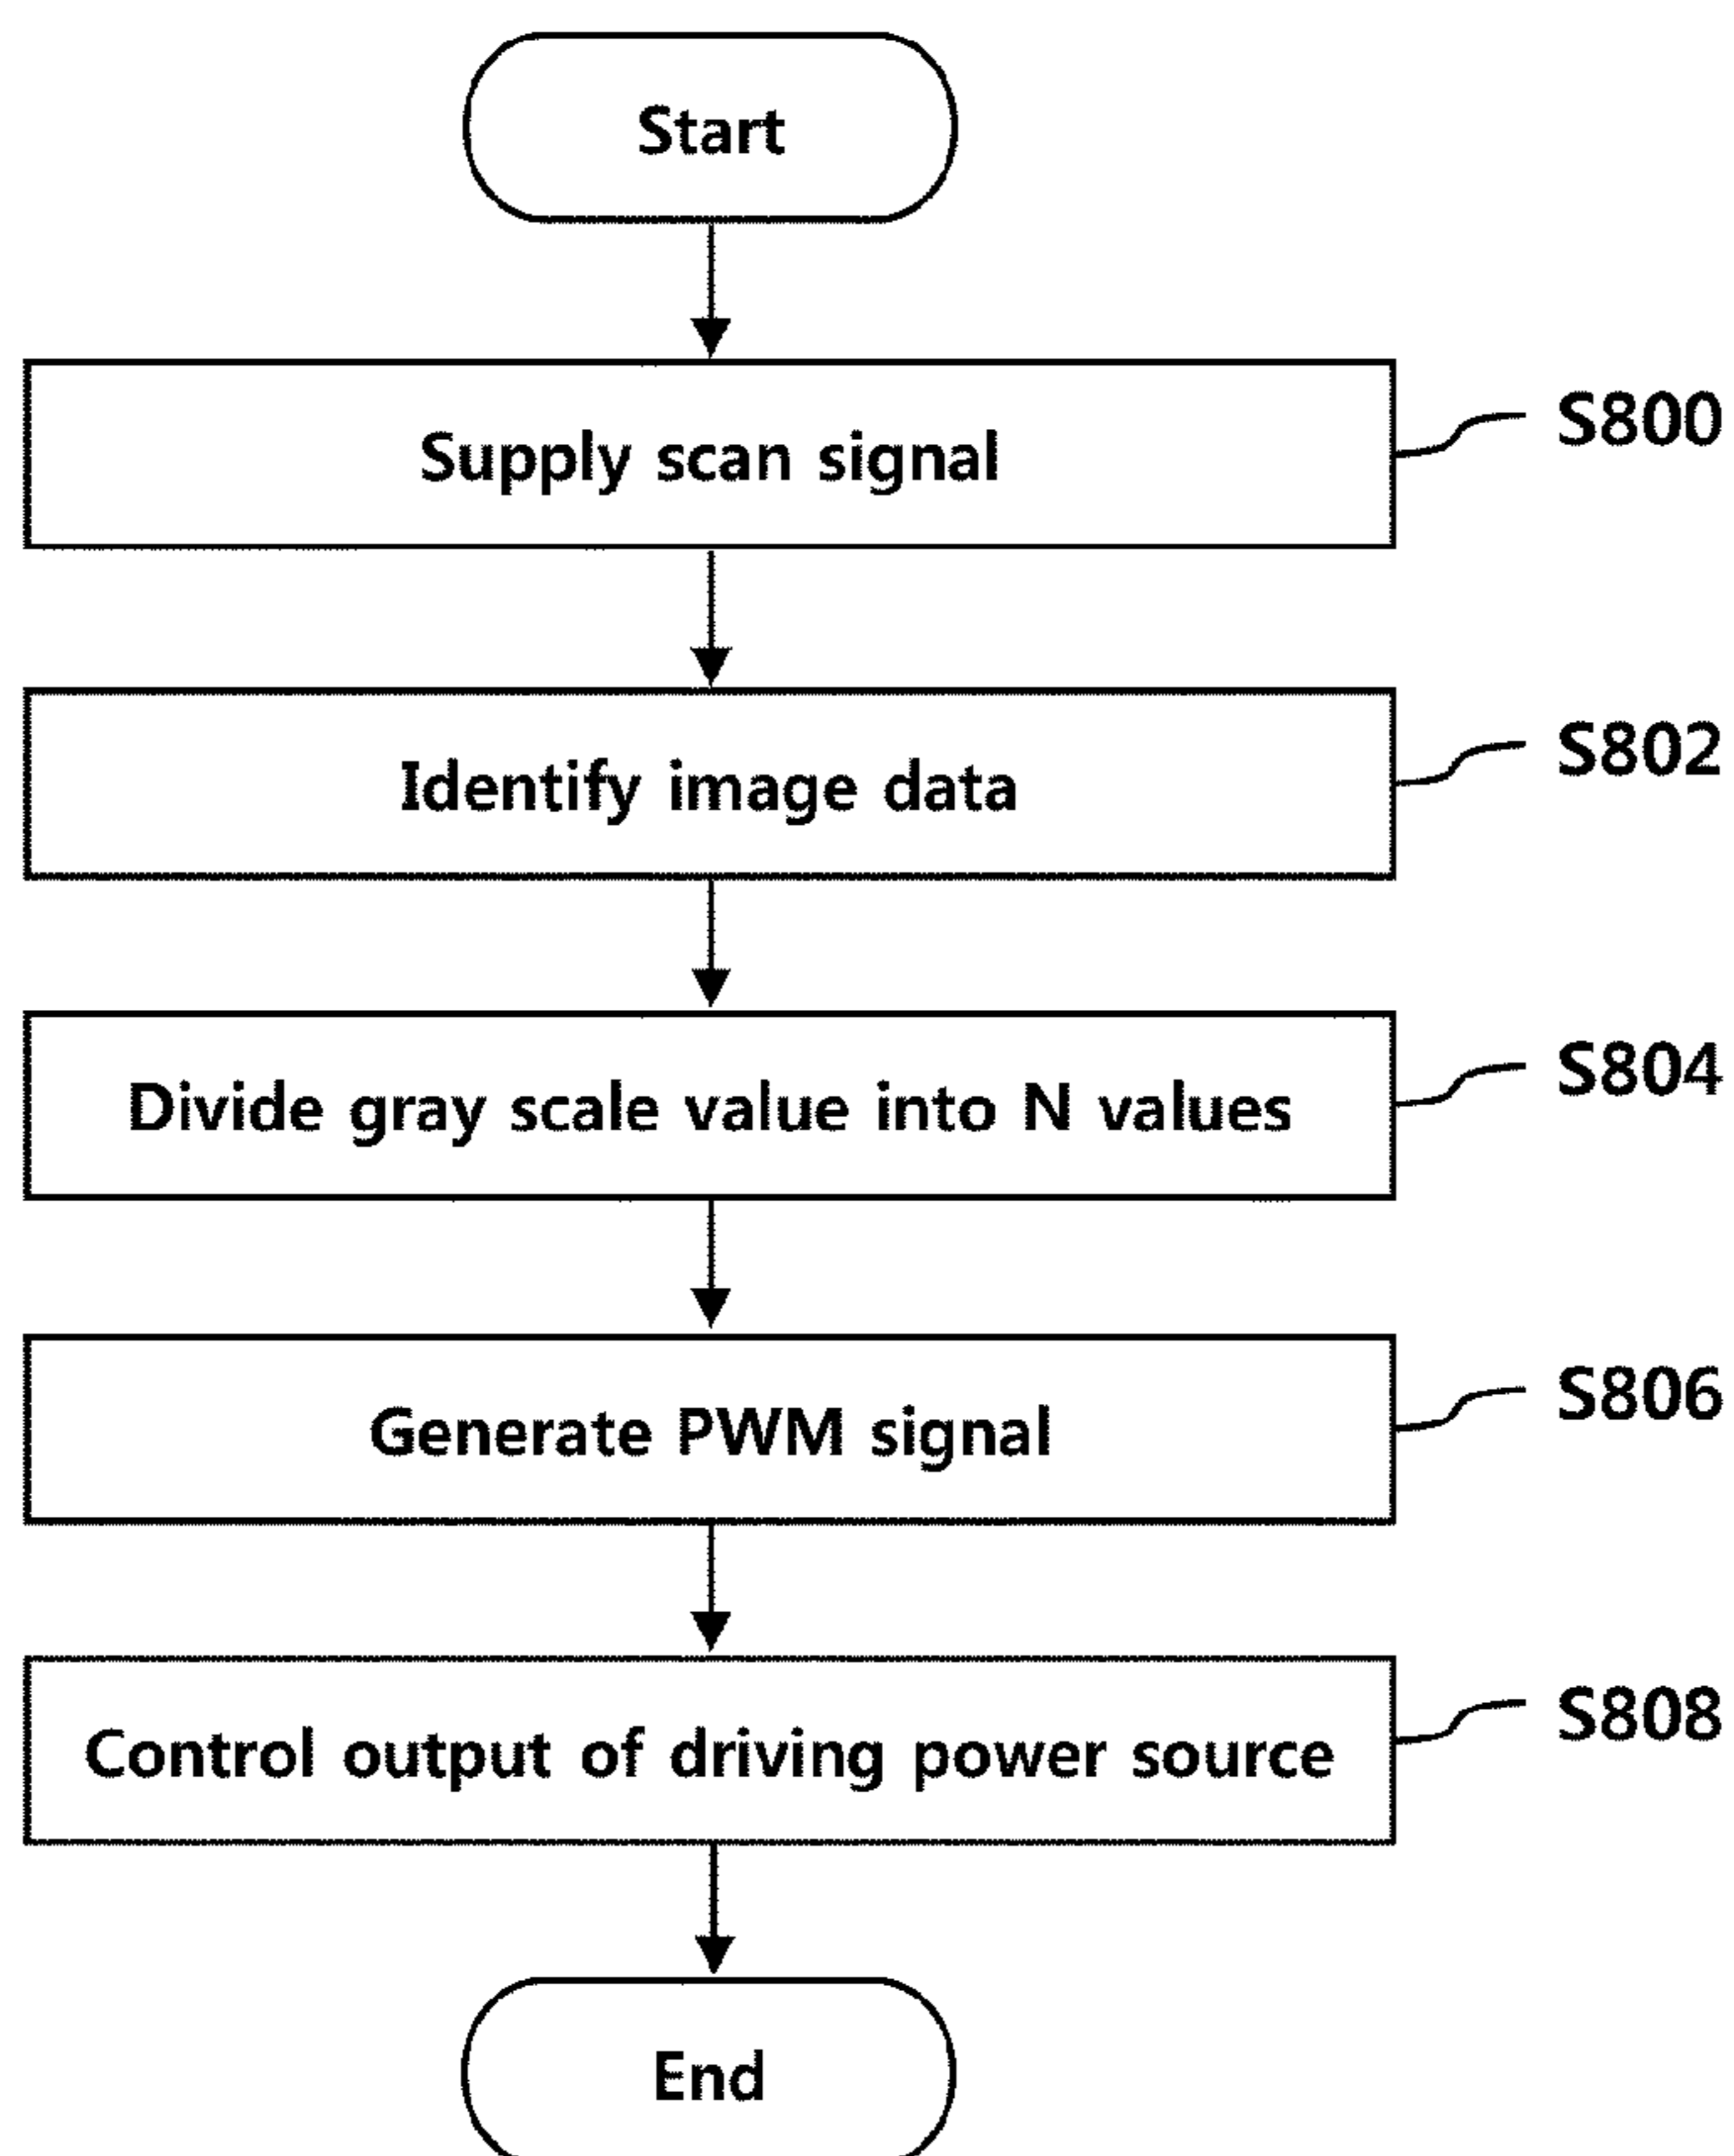 Start
Supply scan signal
S800
Identify image data
S802
Divide gray scale value into N values
S804
Generate PWM signal
S806
Control output of driving power source
S808
End